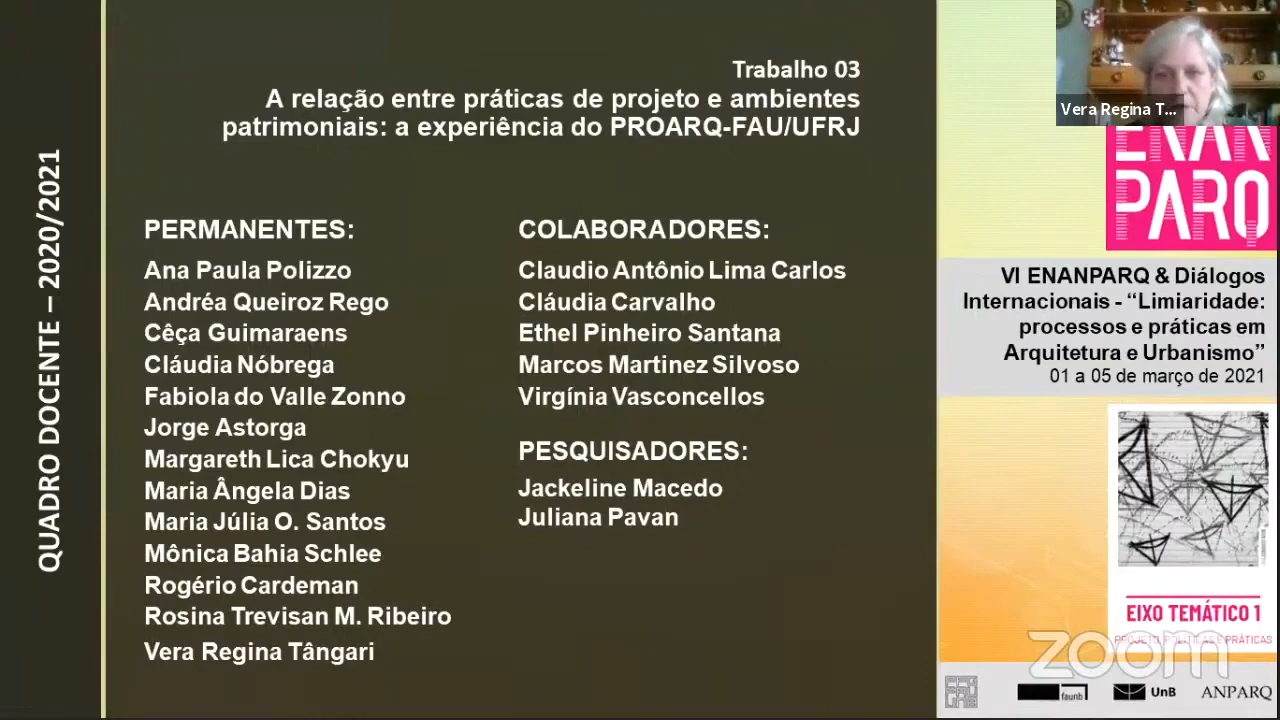 QUADRO DOCENTE – 2020/2021
Trabalho 03
A relação entre práticas de projeto e ambientes
patrimoniais: a experiência do PROARQ-FAU/UFRJ
PERMANENTES:
Ana Paula Polizzo
Andréa Queiroz Rego
Cêça Guimaraens
Cláudia Nóbrega
Fabiola do Valle Zonno
Jorge Astorga
Margareth Lica Chokyu
Maria Ângela Dias
Maria Júlia O. Santos
Mônica Bahia Schlee
Rogério Cardeman
Rosina Trevisan M. Ribeiro
Vera Regina Tângari
COLABORADORES:
Claudio Antônio Lima Carlos
Cláudia Carvalho
Ethel Pinheiro Santana
Marcos Martinez Silvoso
Virgínia Vasconcellos
PESQUISADORES:
Jackeline Macedo
Juliana Pavan
Vera Regina T...
ENAN
PARQ
VI ENANPARQ & Diálogos
Internacionais - “Limiaridade:
processos e práticas em
Arquitetura e Urbanismo”
01 a 05 de março de 2021
EIXO TEMÁTICO 1
PROJETO, POLÍTICAS E PRÁTICAS
zoom
faunb
UnB
ANPARQ